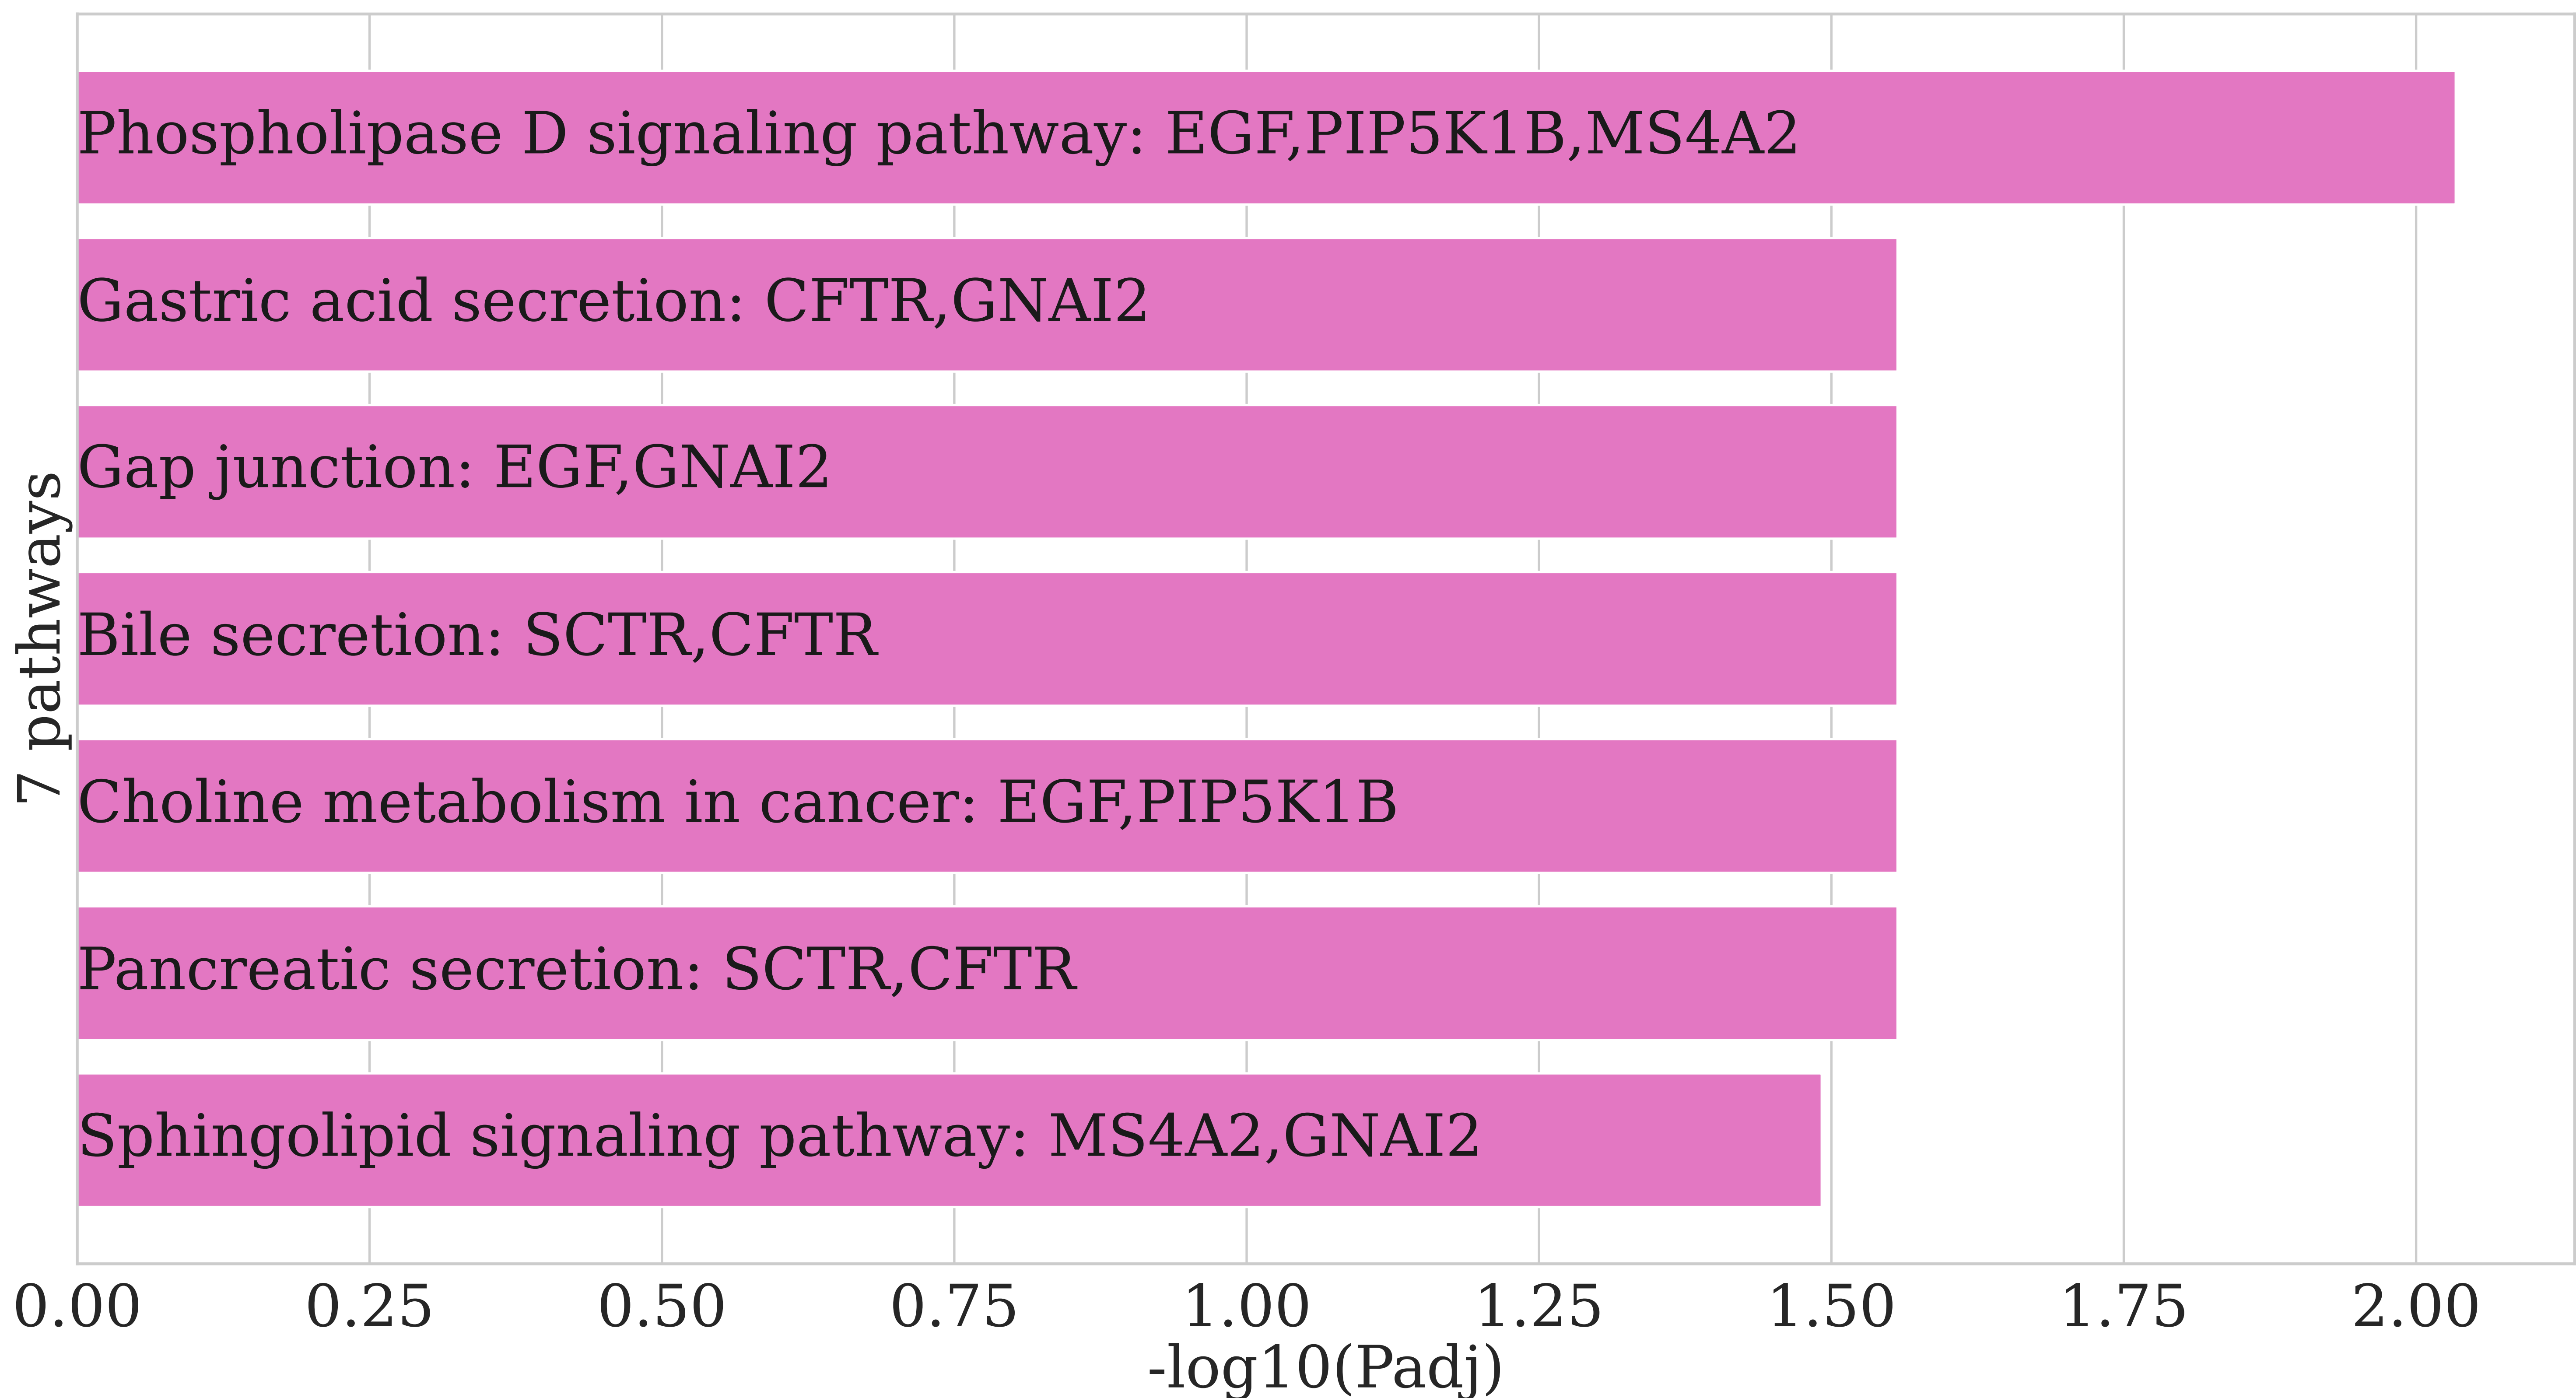 Phospholipase D signaling pathway: EGF,PIP5K1B,MS4A2
Gastric acid secretion: CFTR,GNAI2
Gap junction: EGF,GNAI2
Bile secretion: SCTR,CFTR
Choline metabolism in cancer: EGF,PIP5K1B
Pancreatic secretion: SCTR,CFTR
Sphingolipid signaling pathway: MS4A2,GNAI2
7 pathways
0.00 0.25 0.50 0.75 1.00 1.25 1.50 1.75 2.00
-log10(Padj)